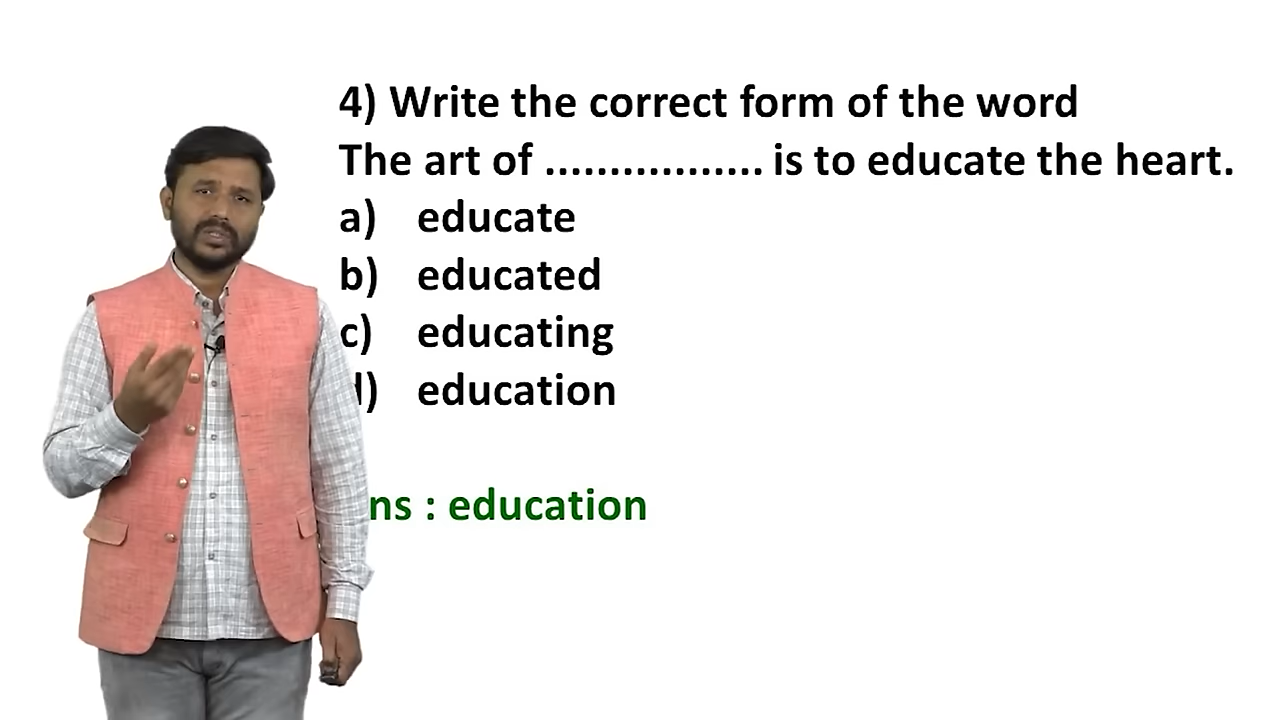 4) Write the correct form of the word
The art of ................. is to educate the heart.
a) educate
b) educated
c) educating
) education
ns : education